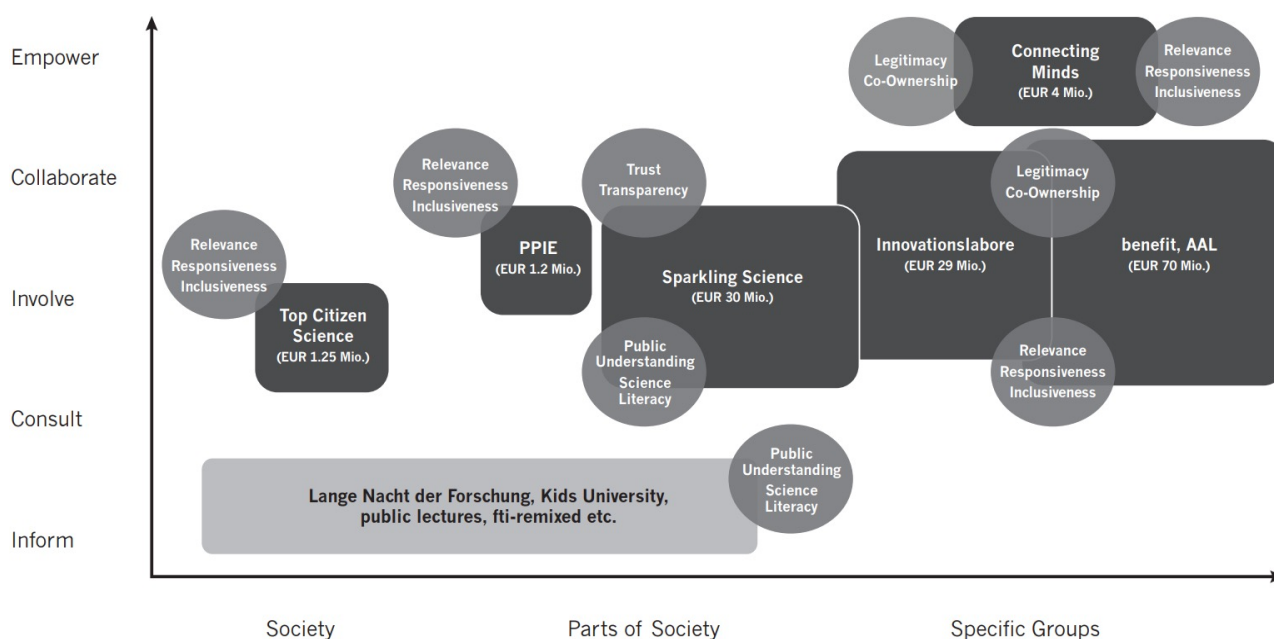 Empower
Legitimacy
Co-Ownership
Connecting
Minds
(EUR 4 Mio.)
Relevance
Responsiveness
Inclusiveness
Collaborate
Relevance
Responsiveness
Inclusiveness
Trust
Transparency
Legitimacy
Co-Ownership
Relevance
Responsiveness
Inclusiveness
PPIE
(EUR 1.2 Mio.)
Sparkling Science
(EUR 30 Mio.)
Innovationslabore
(EUR 29 Mio.)
benefit, AAL
(EUR 70 Mio.)
Involve
Top Citizen
Science
(EUR 1.25 Mio.)
Public
Understanding
Science
Literacy
Relevance
Responsiveness
Inclusiveness
Consult
Public
Understanding
Science
Literacy
Lange Nacht der Forschung, Kids University,
public lectures, fti-remixed etc.
Inform
Society
Parts of Society
Specific Groups